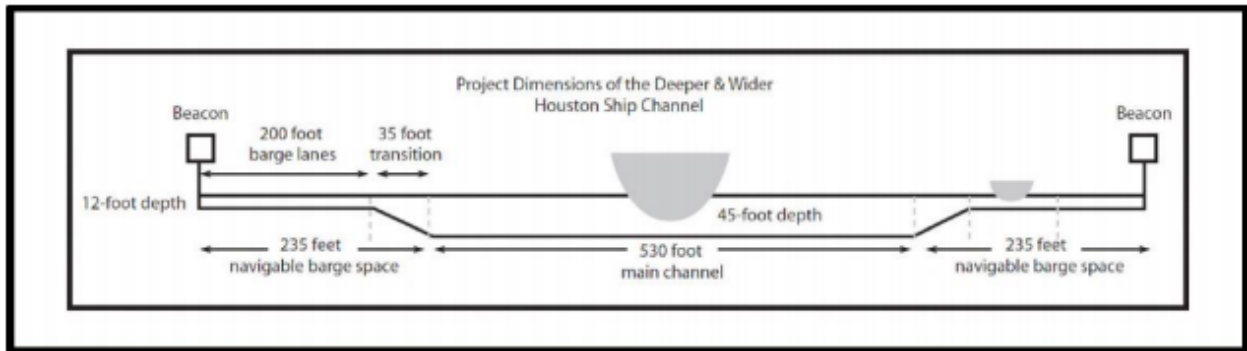 Project Dimensions of the Deeper & Wider
Houston Ship Channel
Beacon
Beacon
200 foot
barge lanes
35 foot
transition
12-foot depth
45-foot depth
235 feet
navigable barge space
530 foot
main channel
235 feet
navigable barge space